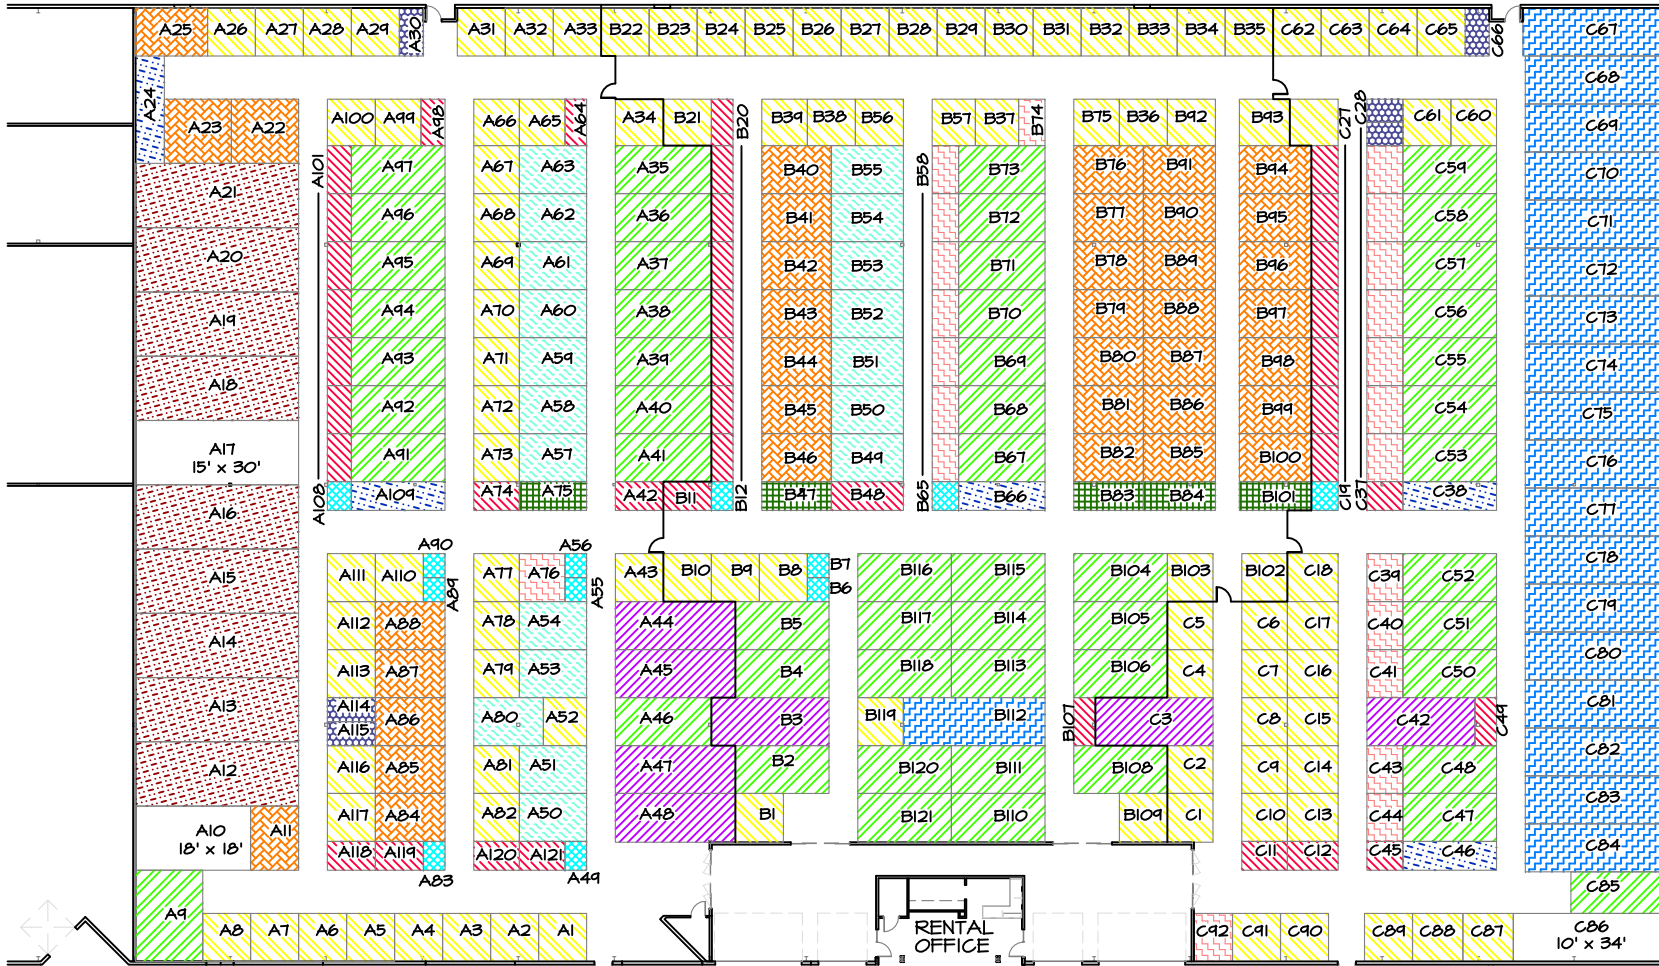 A25 A26 A27 A28 A29 A30 A31 A32 A33 B22 B23 B24 B25 B26 B27 B28 B29 B30 B31 B32 B33 B34 B35 C62 C63 C64 C65 C66 C67
C68
A24 A23 A22 A100 A99 A98 A66 A65 A64 A34 B21 B20 B39 B38 B56 B57 B37 B74 B75 B36 B92 B93 C27 C28 C61 C60 C69
A21 A101 A97 A67 A63 A35 B40 B55 B58 B73 B76 B91 B94 C59 C70
A96 A68 A62 A36 B41 B54 B72 B77 B90 B95 C58 C71
A20 A95 A69 A61 A37 B42 B53 B71 B78 B89 B96 C57 C72
A19 A94 A70 A60 A38 B43 B52 B70 B79 B88 B97 C56 C73
A18 A93 A71 A59 A39 B44 B51 B69 B80 B87 B98 C55 C74
A92 A72 A58 A40 B45 B50 B68 B81 B86 B99 C54 C75
A17
15' x 30'
A91 A73 A57 A41 B46 B49 B67 B82 B85 B100 C53 C76
A16 A108 A109 A74 A75 A42 B11 B12 B47 B48 B65 B66 B83 B84 B101 C19 C37 C38 C77
A90 A56
A15 A111 A110 A89 A77 A76 A55 A43 B10 B9 B8 B7 B6 B116 B115 B104 B103 B102 C18 C39 C52 C78
C79
A14 A112 A88 A78 A54 A44 B5 B117 B114 B105 C5 C6 C17 C40 C51
A113 A87 A79 A53 A45 B4 B118 B113 B106 C4 C7 C16 C41 C50 C80
A13 A114 A115 A86 A80 A52 A46 B3 B119 B112 B107 C3 C8 C15 C42 C49 C81
A12 A116 A85 A81 A51 A47 B2 B120 B111 B108 C2 C9 C14 C43 C48 C82
A117 A84 A82 A50 A48 B1 B121 B110 B109 C1 C10 C13 C44 C47 C83
A10
18' x 18'
A11 A118 A119 A120 A121 C11 C12 C45 C46 C84
A83 A49
C85
A9 A8 A7 A6 A5 A4 A3 A2 A1
RENTAL
OFFICE
C92 C91 C90 C89 C88 C87 C86
10' x 34'